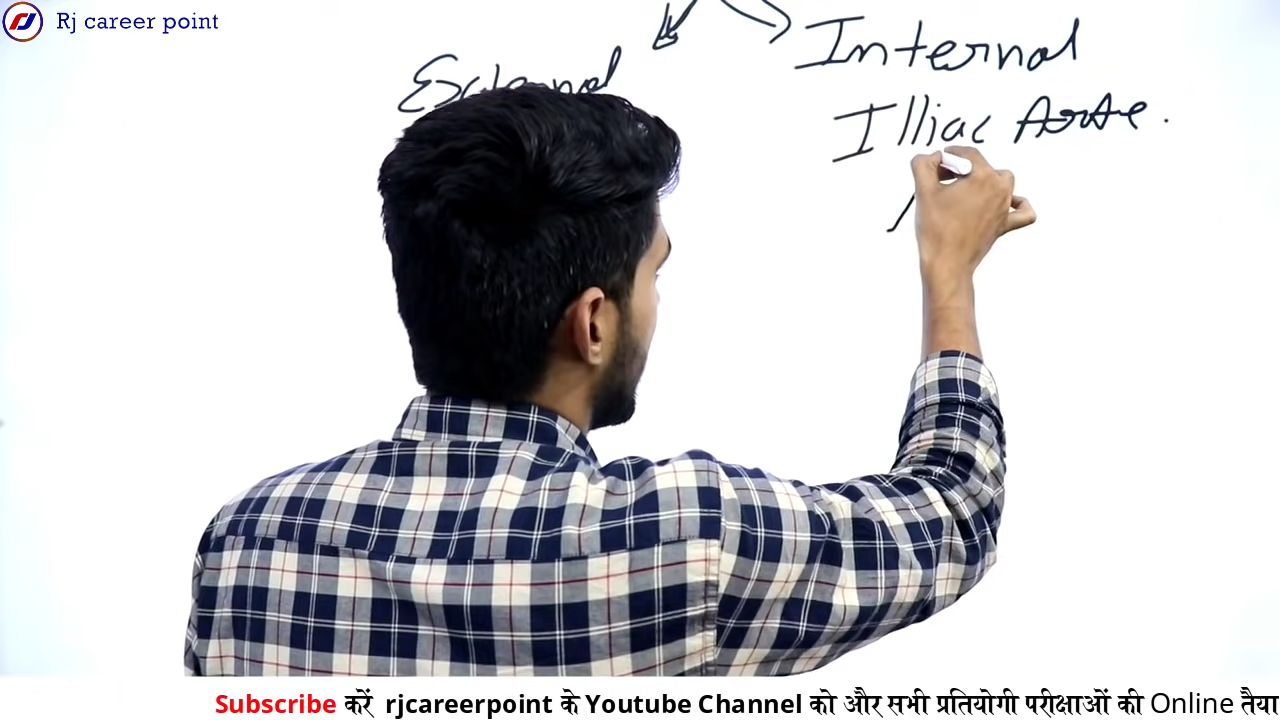 Rj career point
Internal
External
Illiac Aorte.
Subscribe करें rjcareerpoint के Youtube Channel को और सभी प्रतियोगी परीक्षाओं की Online तैया